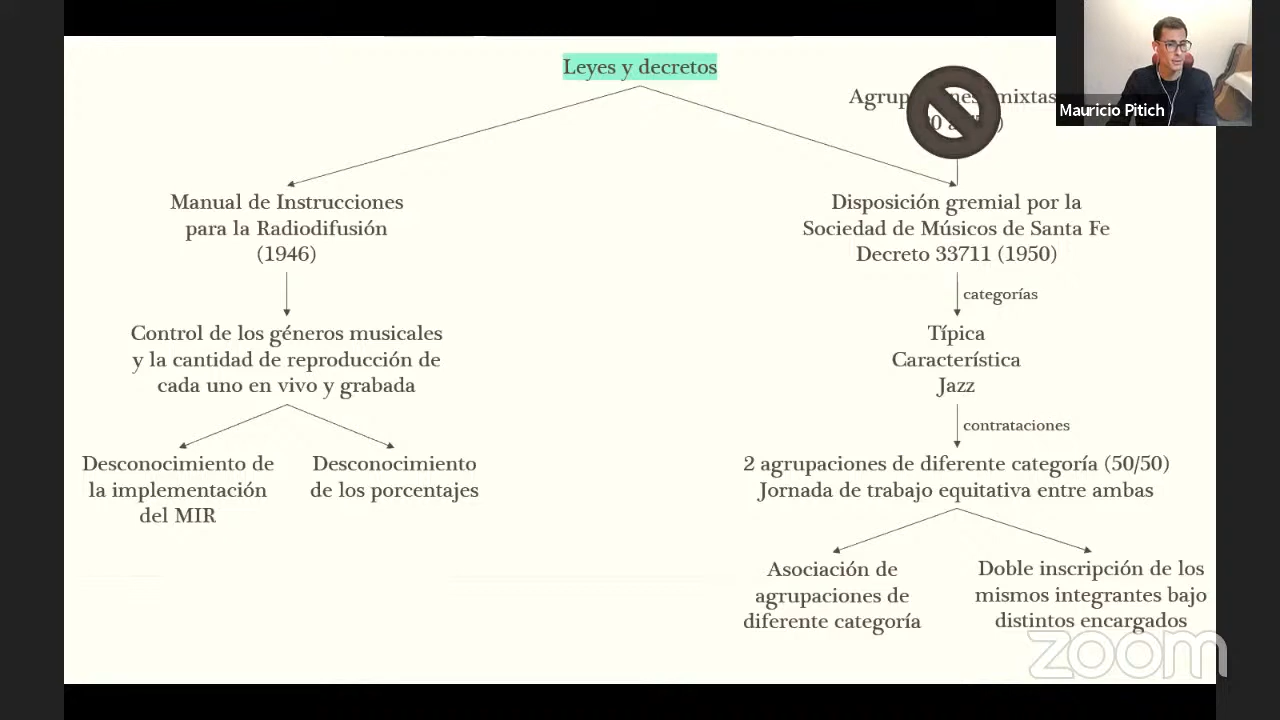 Leyes y decretos
mixtas
Mauricio Pitich
Manual de Instrucciones
para la Radiodifusión
(1946)
Disposición gremial por la
Sociedad de Músicos de Santa Fe
Decreto 33711 (1950)
categorías
Control de los géneros musicales
y la cantidad de reproducción de
cada uno en vivo y grabada
Típica
Característica
Jazz
contrataciones
Desconocimiento de
la implementación
del MIR
Desconocimiento
de los porcentajes
2 agrupaciones de diferente categoría (50/50)
Jornada de trabajo equitativa entre ambas
Asociación de
agrupaciones de
diferente categoría
Doble inscripción de los
mismos integrantes bajo
distintos encargados
zoom